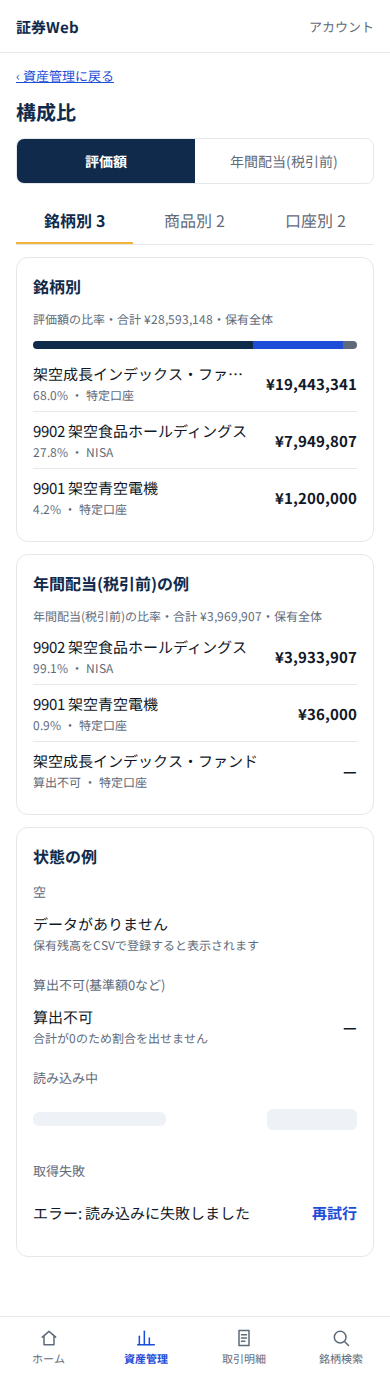 証券Web
アカウント
‹ 資産管理に戻る
構成比
評価額
年間配当(税引前)
銘柄別 3
商品別 2
口座別 2
銘柄別
評価額の比率・合計 ¥28,593,148・保有全体
架空成長インデックス・ファ…
¥19,443,341
68.0% ・ 特定口座
9902 架空食品ホールディングス
¥7,949,807
27.8% ・ NISA
9901 架空青空電機
¥1,200,000
4.2% ・ 特定口座
年間配当(税引前)の例
年間配当(税引前)の比率・合計 ¥3,969,907・保有全体
9902 架空食品ホールディングス
¥3,933,907
99.1% ・ NISA
9901 架空青空電機
¥36,000
0.9% ・ 特定口座
架空成長インデックス・ファンド
—
算出不可 ・ 特定口座
状態の例
空
データがありません
保有残高をCSVで登録すると表示されます
算出不可(基準額0など)
算出不可
—
合計が0のため割合を出せません
読み込み中
取得失敗
エラー: 読み込みに失敗しました
再試行
ホーム
資産管理
取引明細
銘柄検索